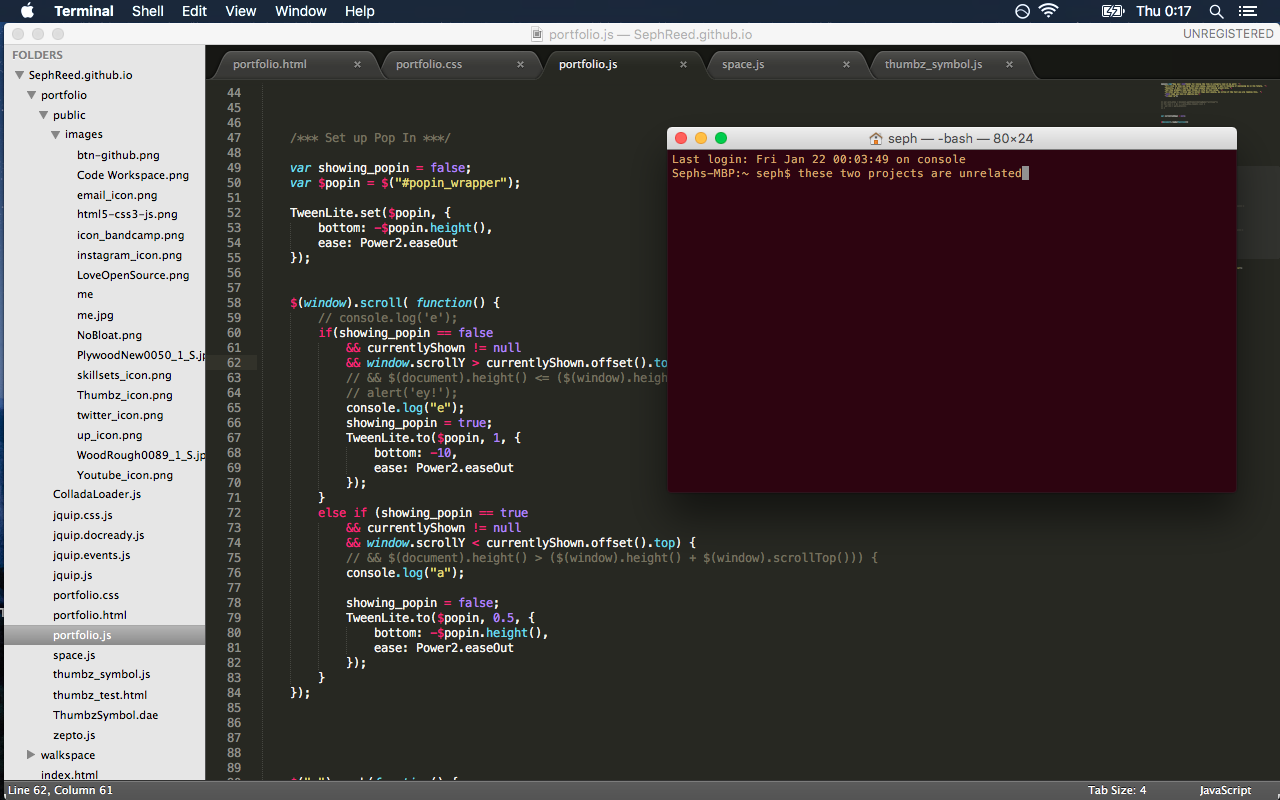 Terminal Shell Edit View Window Help Thu 0:17
portfolio.js — SephReed.github.io UNREGISTERED
FOLDERS
SephReed.github.io
portfolio
public
images
btn-github.png
Code Workspace.png
email_icon.png
html5-css3-js.png
icon_bandcamp.png
instagram_icon.png
LoveOpenSource.png
me
me.jpg
NoBloat.png
PlywoodNew0050_1_S.jp
skillsets_icon.png
Thumbz_icon.png
twitter_icon.png
up_icon.png
WoodRough0089_1_S.jp
Youtube_icon.png
ColladaLoader.js
jquip.css.js
jquip.docready.js
jquip.events.js
jquip.js
portfolio.css
portfolio.html
portfolio.js
space.js
thumbz_symbol.js
thumbz_test.html
ThumbzSymbol.dae
zepto.js
walkspace
index.html
portfolio.html × portfolio.css × portfolio.js × space.js × thumbz_symbol.js ×
44
45
46
47 /*** Set up Pop In ***/
48
49 var showing_popin = false;
50 var $popin = $("#popin_wrapper");
51
52 TweenLite.set($popin, {
53 bottom: -$popin.height(),
54 ease: Power2.easeOut
55 });
56
57
58 $(window).scroll( function() {
59 // console.log('e');
60 if(showing_popin == false
61 && currentlyShown != null
62 && window.scrollY > currentlyShown.offset().to
63 // && $(document).height() <= ($(window).heigh
64 // alert('ey!');
65 console.log("e");
66 showing_popin = true;
67 TweenLite.to($popin, 1, {
68 bottom: -10,
69 ease: Power2.easeOut
70 });
71 }
72 else if (showing_popin == true
73 && currentlyShown != null
74 && window.scrollY < currentlyShown.offset().top) {
75 // && $(document).height() > ($(window).height() + $(window).scrollTop())) {
76 console.log("a");
77
78 showing_popin = false;
79 TweenLite.to($popin, 0.5, {
80 bottom: -$popin.height(),
81 ease: Power2.easeOut
82 });
83 }
84 });
85
86
87
88
89
seph — -bash — 80×24
Last login: Fri Jan 22 00:03:49 on console
Sephs-MBP:~ seph$ these two projects are unrelated
Line 62, Column 61 Tab Size: 4 JavaScript